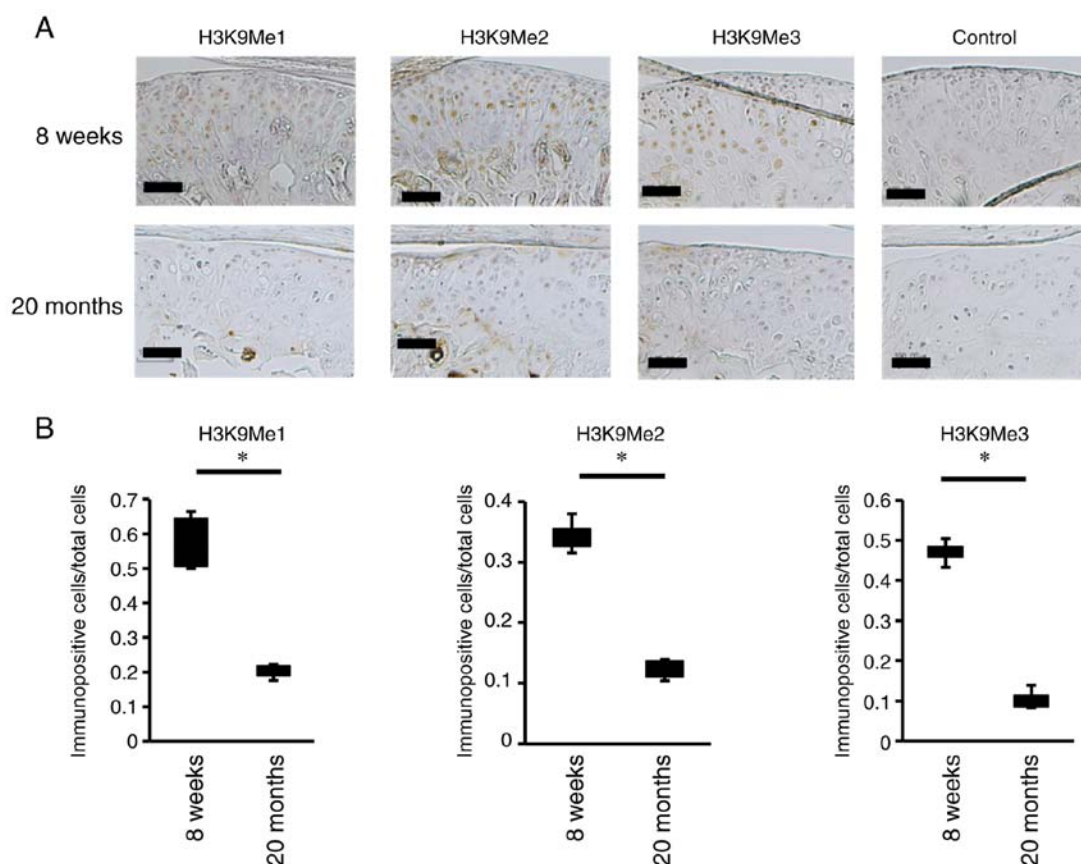 A
H3K9Me1
H3K9Me2
H3K9Me3
Control
8 weeks
20 months
B
H3K9Me1
*
Immunopositive cells/total cells
0.7
0.6
0.5
0.4
0.3
0.2
0.1
0
8 weeks
20 months
H3K9Me2
*
Immunopositive cells/total cells
0.4
0.3
0.2
0.1
0
8 weeks
20 months
H3K9Me3
*
Immunopositive cells/total cells
0.6
0.5
0.4
0.3
0.2
0.1
0
8 weeks
20 months